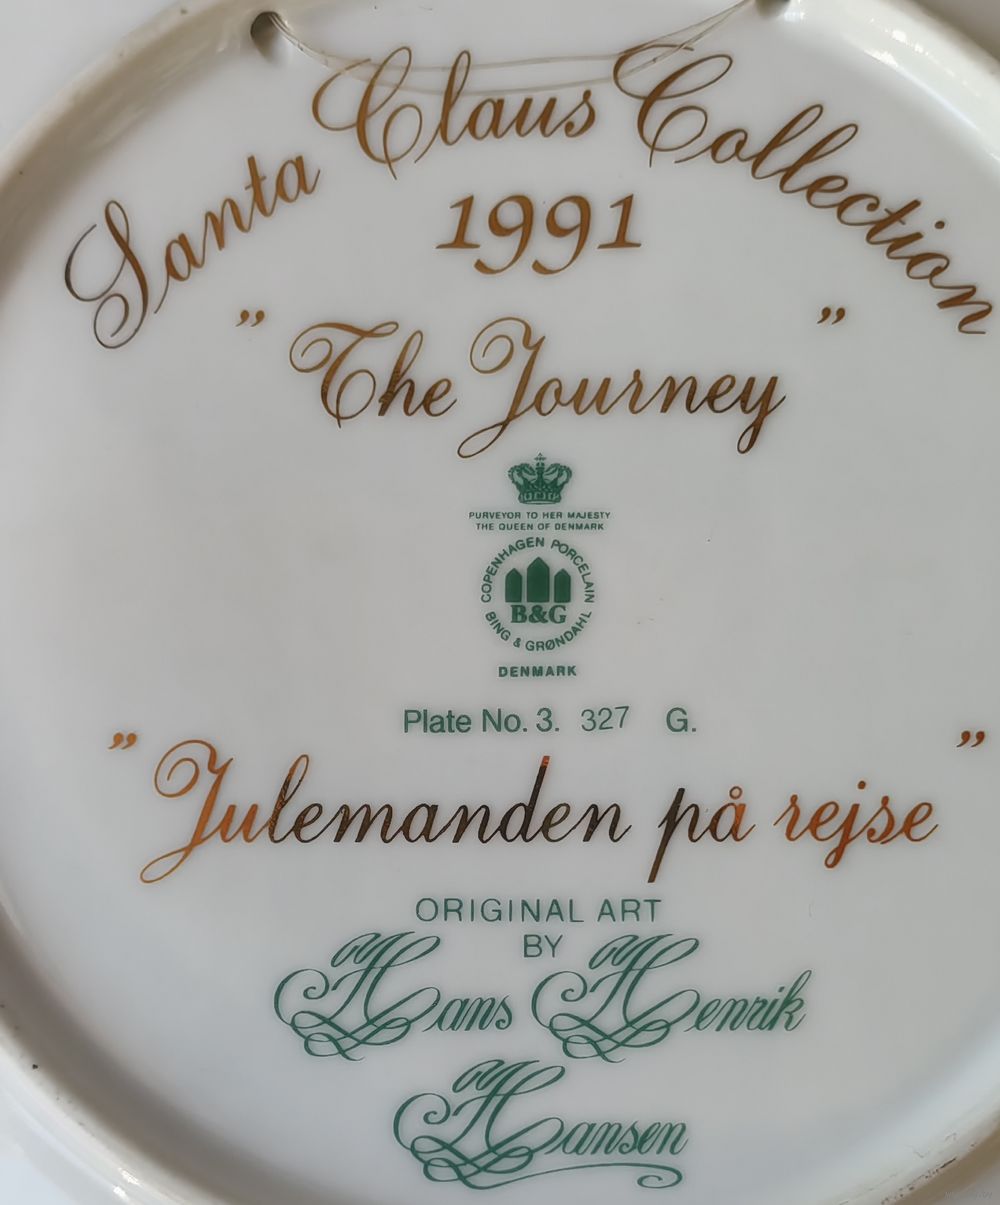 Santa Claus Collection
1991
” The Journey ”
PURVEYOR TO HER MAJESTY
THE QUEEN OF DENMARK
COPENHAGEN PORCELAIN
B&G
BING & GRØNDAHL
DENMARK
Plate No. 3. 327 G.
” Julemanden på rejse ”
ORIGINAL ART
BY
Hans Henrik
Hansen